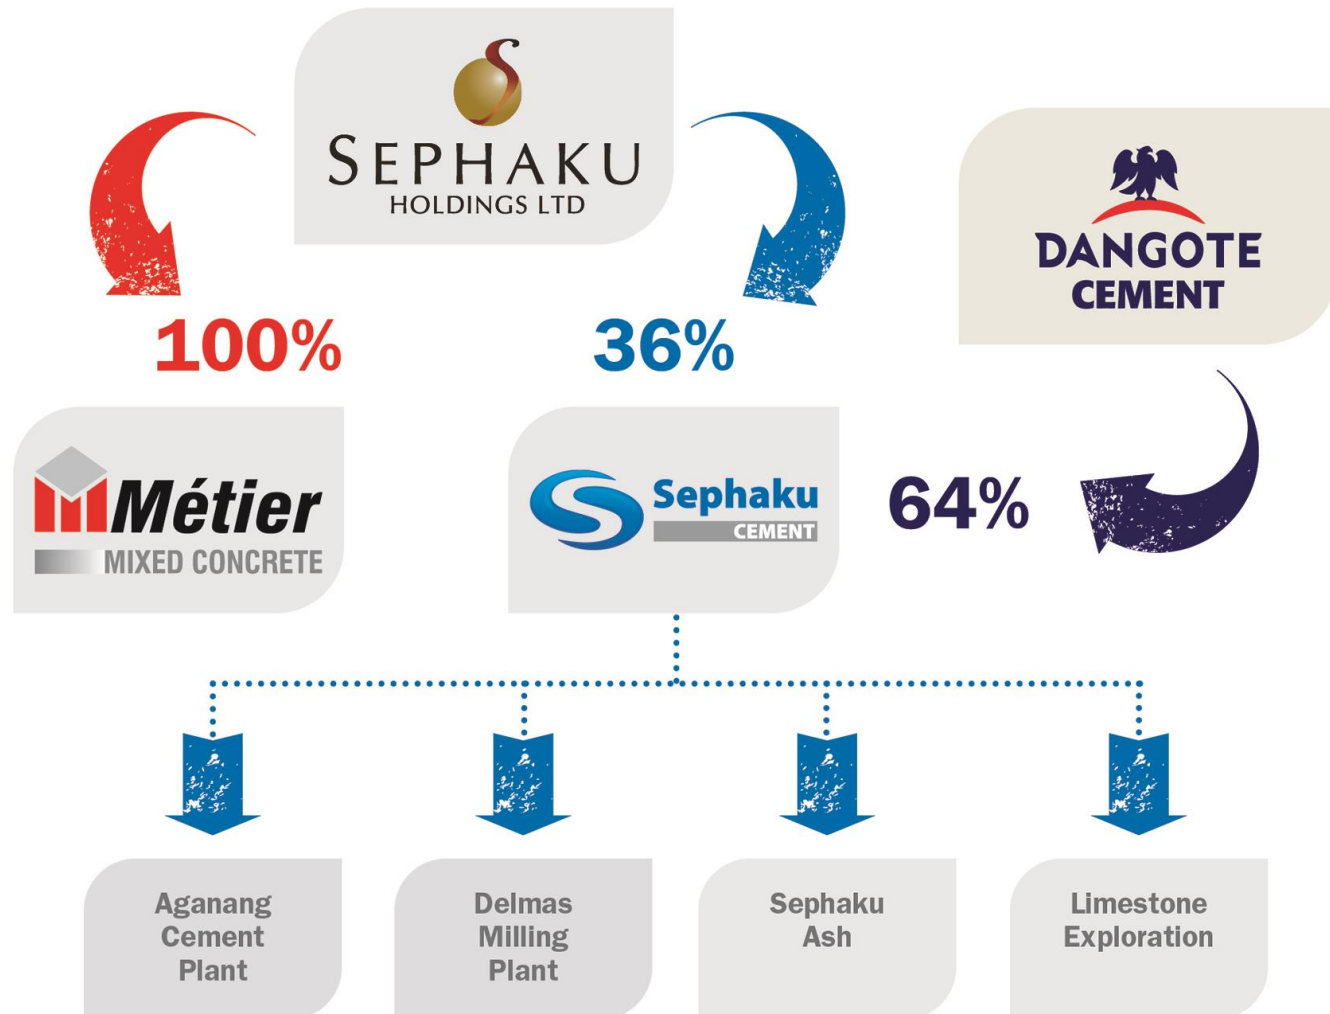 SEPHAKU
HOLDINGS LTD
DANGOTE
CEMENT
100%
36%
Métier
MIXED CONCRETE
Sephaku
CEMENT
64%
Aganang
Cement
Plant
Delmas
Milling
Plant
Sephaku
Ash
Limestone
Exploration